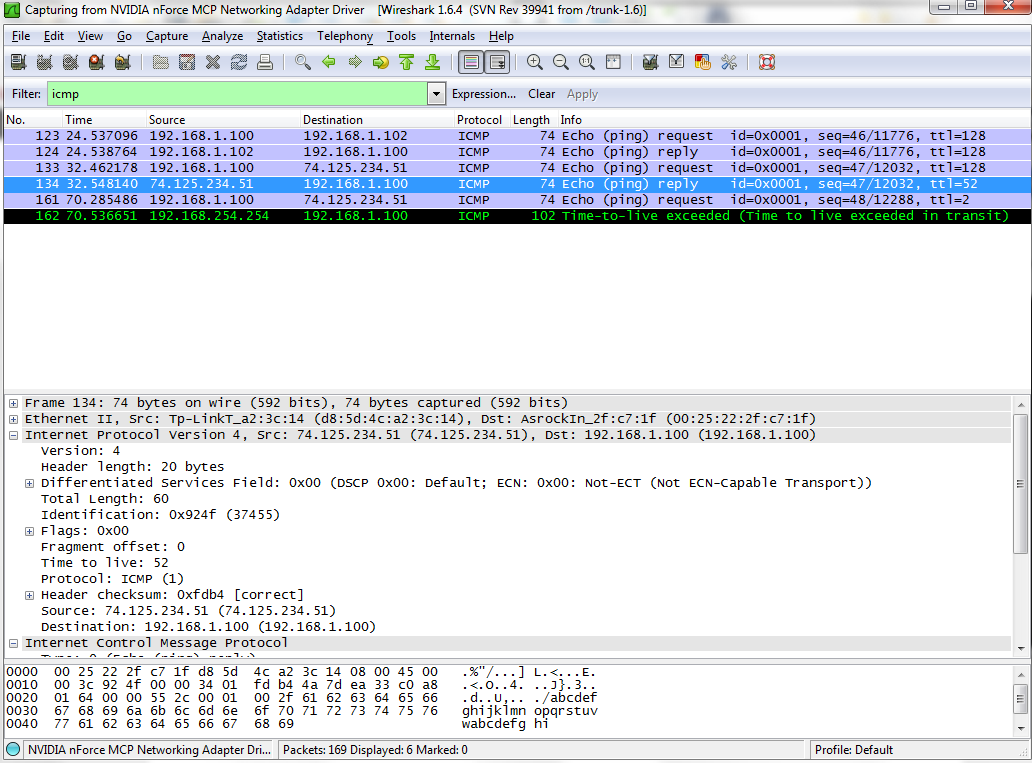 Capturing from NVIDIA nForce MCP Networking Adapter Driver [Wireshark 1.6.4 (SVN Rev 39941 from /trunk-1.6)]
File Edit View Go Capture Analyze Statistics Telephony Tools Internals Help
Filter: icmp Expression... Clear Apply
No. Time Source Destination Protocol Length Info
123 24.537096 192.168.1.100 192.168.1.102 ICMP 74 Echo (ping) request id=0x0001, seq=46/11776, ttl=128
124 24.538764 192.168.1.102 192.168.1.100 ICMP 74 Echo (ping) reply id=0x0001, seq=46/11776, ttl=128
133 32.462178 192.168.1.100 74.125.234.51 ICMP 74 Echo (ping) request id=0x0001, seq=47/12032, ttl=128
134 32.548140 74.125.234.51 192.168.1.100 ICMP 74 Echo (ping) reply id=0x0001, seq=47/12032, ttl=52
161 70.285486 192.168.1.100 74.125.234.51 ICMP 74 Echo (ping) request id=0x0001, seq=48/12288, ttl=2
162 70.536651 192.168.254.254 192.168.1.100 ICMP 102 Time-to-live exceeded (Time to live exceeded in transit)
Frame 134: 74 bytes on wire (592 bits), 74 bytes captured (592 bits)
Ethernet II, Src: Tp-LinkT_a2:3c:14 (d8:5d:4c:a2:3c:14), Dst: AsrockIn_2f:c7:1f (00:25:22:2f:c7:1f)
Internet Protocol Version 4, Src: 74.125.234.51 (74.125.234.51), Dst: 192.168.1.100 (192.168.1.100)
Version: 4
Header length: 20 bytes
Differentiated Services Field: 0x00 (DSCP 0x00: Default; ECN: 0x00: Not-ECT (Not ECN-Capable Transport))
Total Length: 60
Identification: 0x924f (37455)
Flags: 0x00
Fragment offset: 0
Time to live: 52
Protocol: ICMP (1)
Header checksum: 0xfdb4 [correct]
Source: 74.125.234.51 (74.125.234.51)
Destination: 192.168.1.100 (192.168.1.100)
Internet Control Message Protocol
Type: 0 (Echo (ping) reply)
0000 00 25 22 2f c7 1f d8 5d 4c a2 3c 14 08 00 45 00 .%"/...] L.<...E.
0010 00 3c 92 4f 00 00 34 01 fd b4 4a 7d ea 33 c0 a8 .<.O..4. ..J}.3..
0020 01 64 00 00 55 2c 00 01 00 2f 61 62 63 64 65 66 .d..U,.. ./abcdef
0030 67 68 69 6a 6b 6c 6d 6e 6f 70 71 72 73 74 75 76 ghijklmn opqrstuv
0040 77 61 62 63 64 65 66 67 68 69 wabcdefg hi
NVIDIA nForce MCP Networking Adapter Dri... Packets: 169 Displayed: 6 Marked: 0 Profile: Default